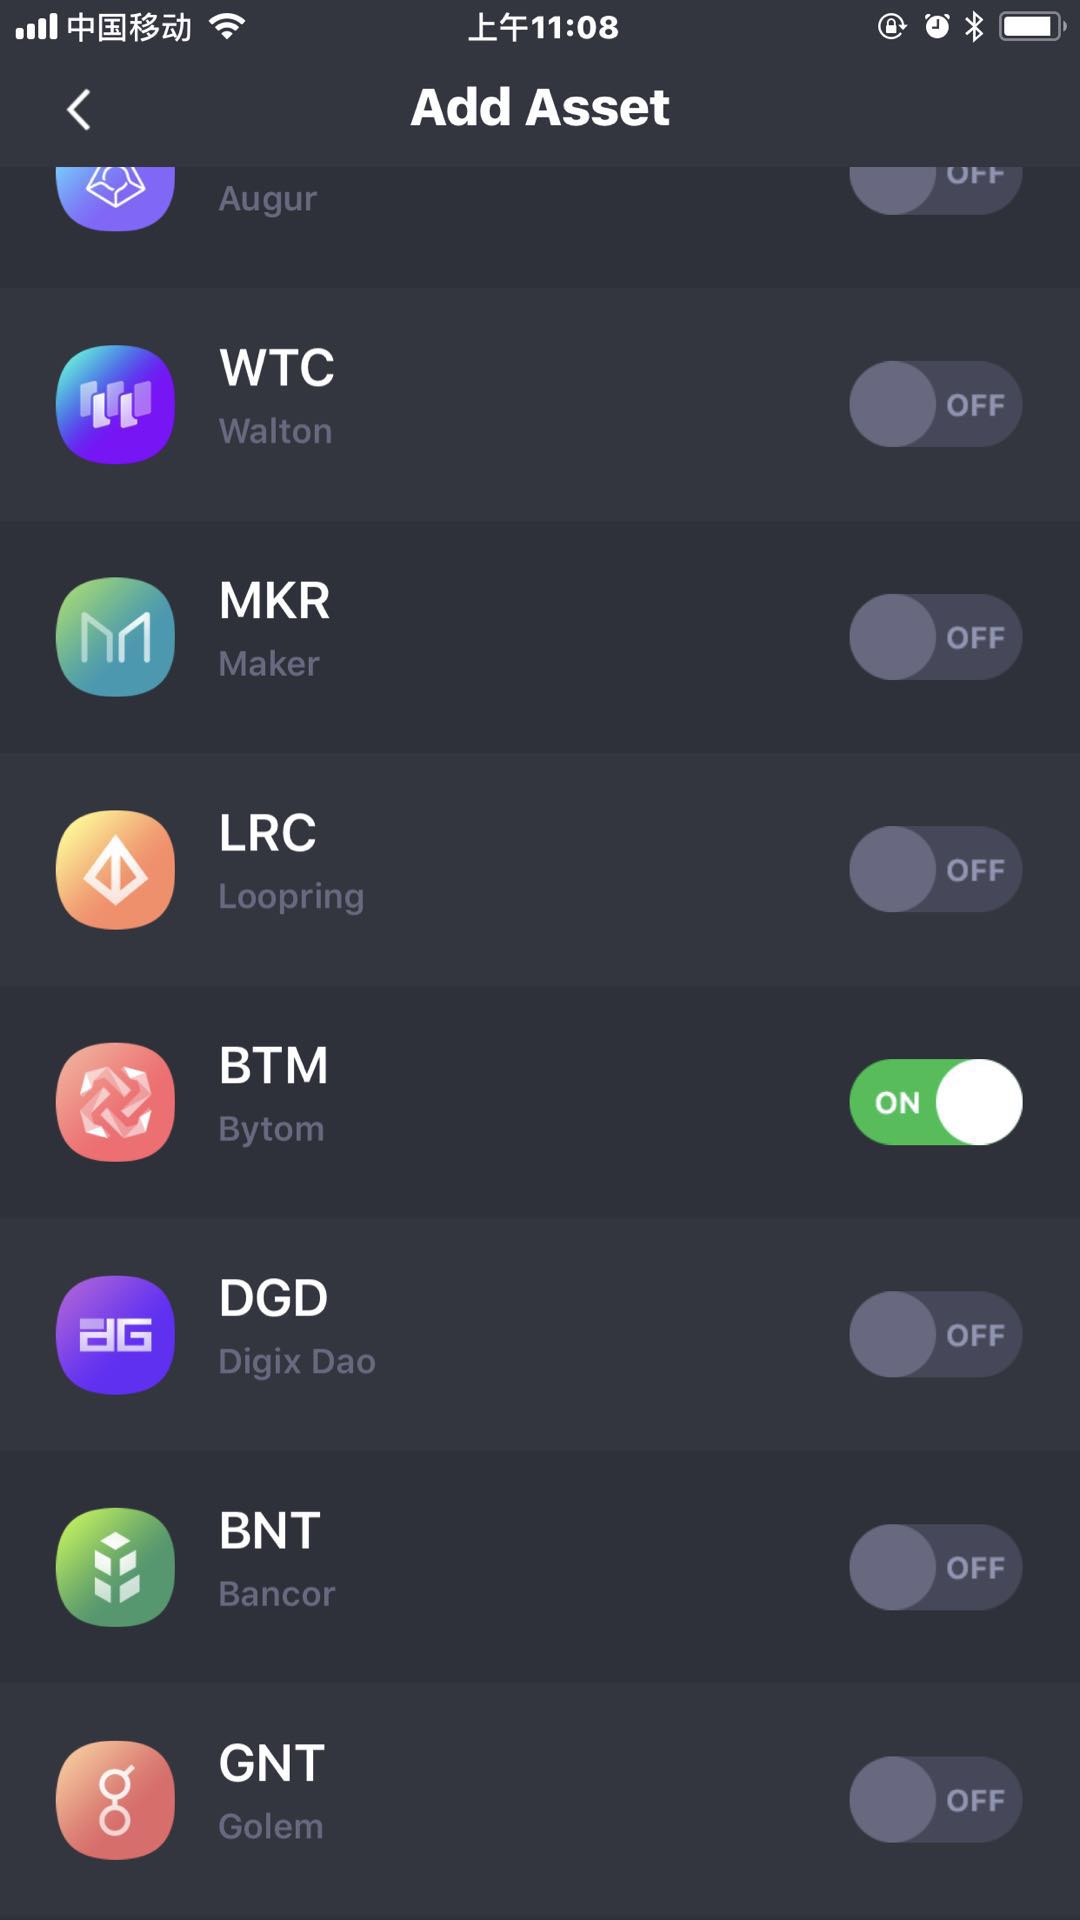 中国移动
上午11:08
Add Asset
Augur
OFF
WTC
Walton
OFF
MKR
Maker
OFF
LRC
Loopring
OFF
BTM
Bytom
ON
DGD
Digix Dao
OFF
BNT
Bancor
OFF
GNT
Golem
OFF